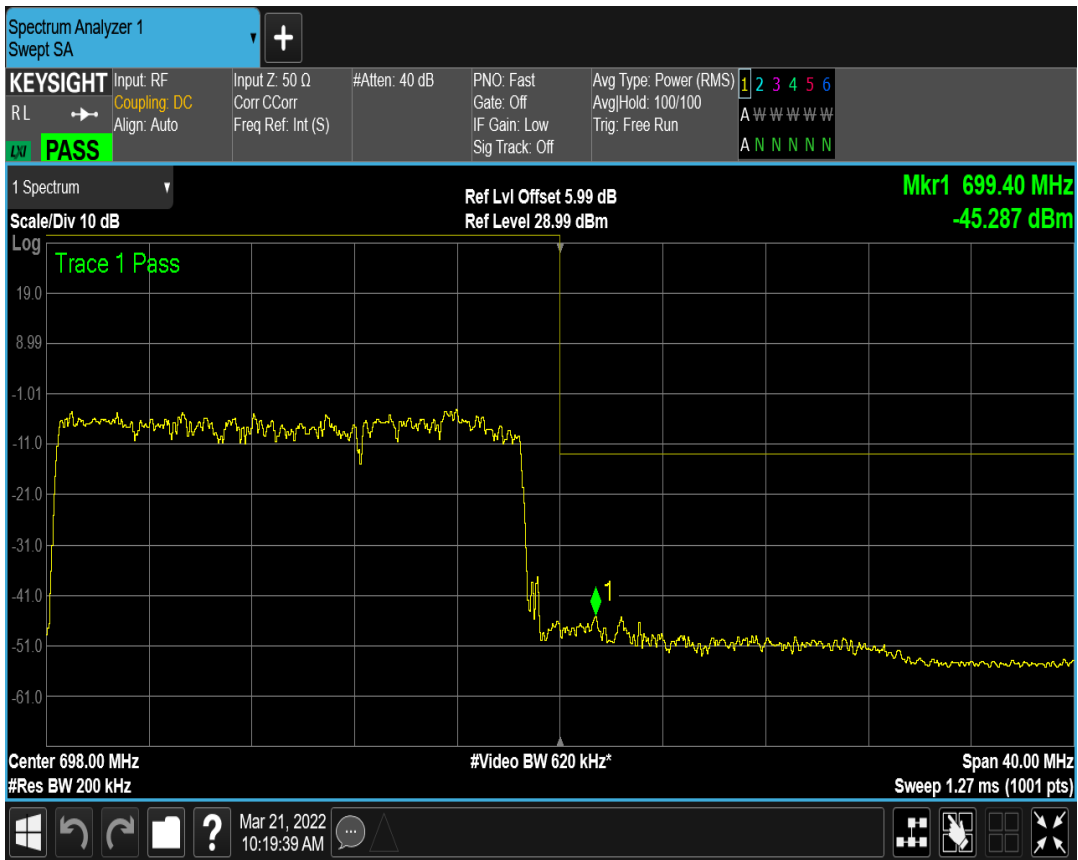 Spectrum Analyzer 1
Swept SA
+
KEYSIGHT
RL
LXI
PASS
Input: RF
Coupling: DC
Align: Auto
Input Z: 50 Ω
Corr CCorr
Freq Ref: Int (S)
#Atten: 40 dB
PNO: Fast
Gate: Off
IF Gain: Low
Sig Track: Off
Avg Type: Power (RMS)
Avg|Hold: 100/100
Trig: Free Run
1 2 3 4 5 6
A W W W W W
A N N N N N
1 Spectrum
Scale/Div 10 dB
Ref Lvl Offset 5.99 dB
Ref Level 28.99 dBm
Mkr1 699.40 MHz
-45.287 dBm
Log
Trace 1 Pass
19.0
8.99
-1.01
-11.0
-21.0
-31.0
-41.0
1
-51.0
-61.0
Center 698.00 MHz
#Video BW 620 kHz*
Span 40.00 MHz
#Res BW 200 kHz
Sweep 1.27 ms (1001 pts)
?
Mar 21, 2022
10:19:39 AM